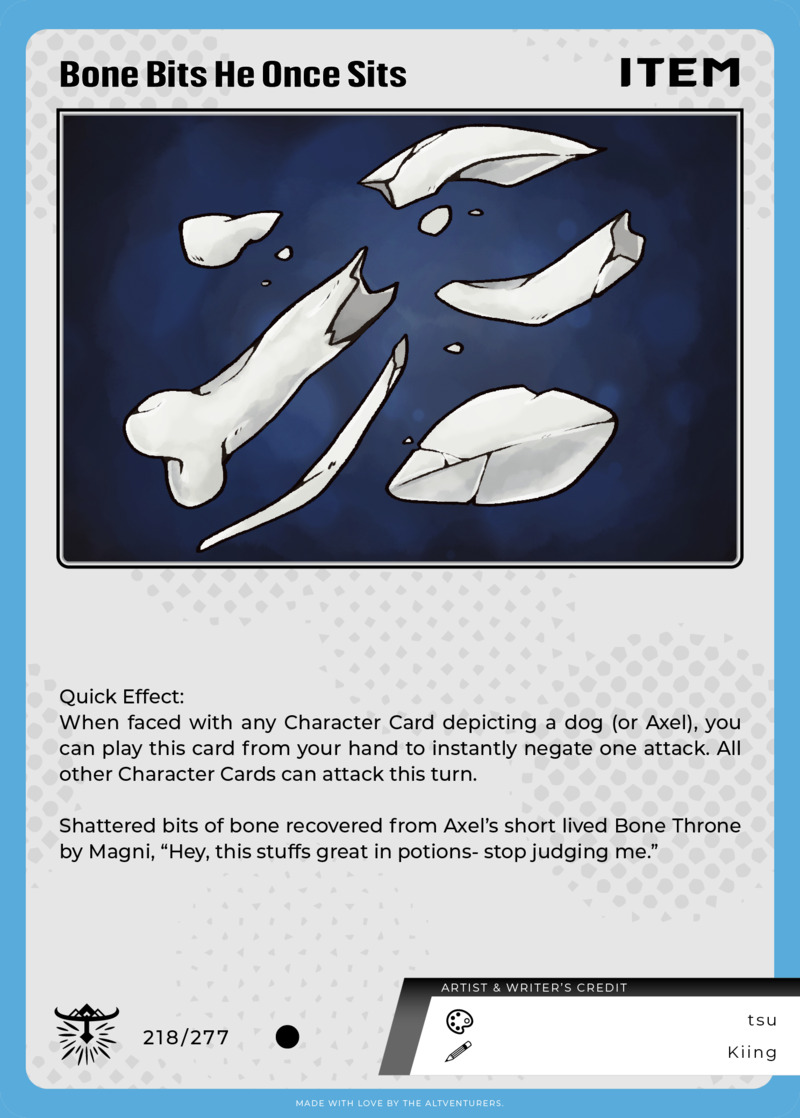 Bone Bits He Once Sits
ITEM
Quick Effect:
When faced with any Character Card depicting a dog (or Axel), you
can play this card from your hand to instantly negate one attack. All
other Character Cards can attack this turn.
Shattered bits of bone recovered from Axel’s short lived Bone Throne
by Magni, “Hey, this stuffs great in potions- stop judging me.”
ARTIST & WRITER’S CREDIT
tsu
218/277
Kiing
MADE WITH LOVE BY THE ALTVENTURERS.